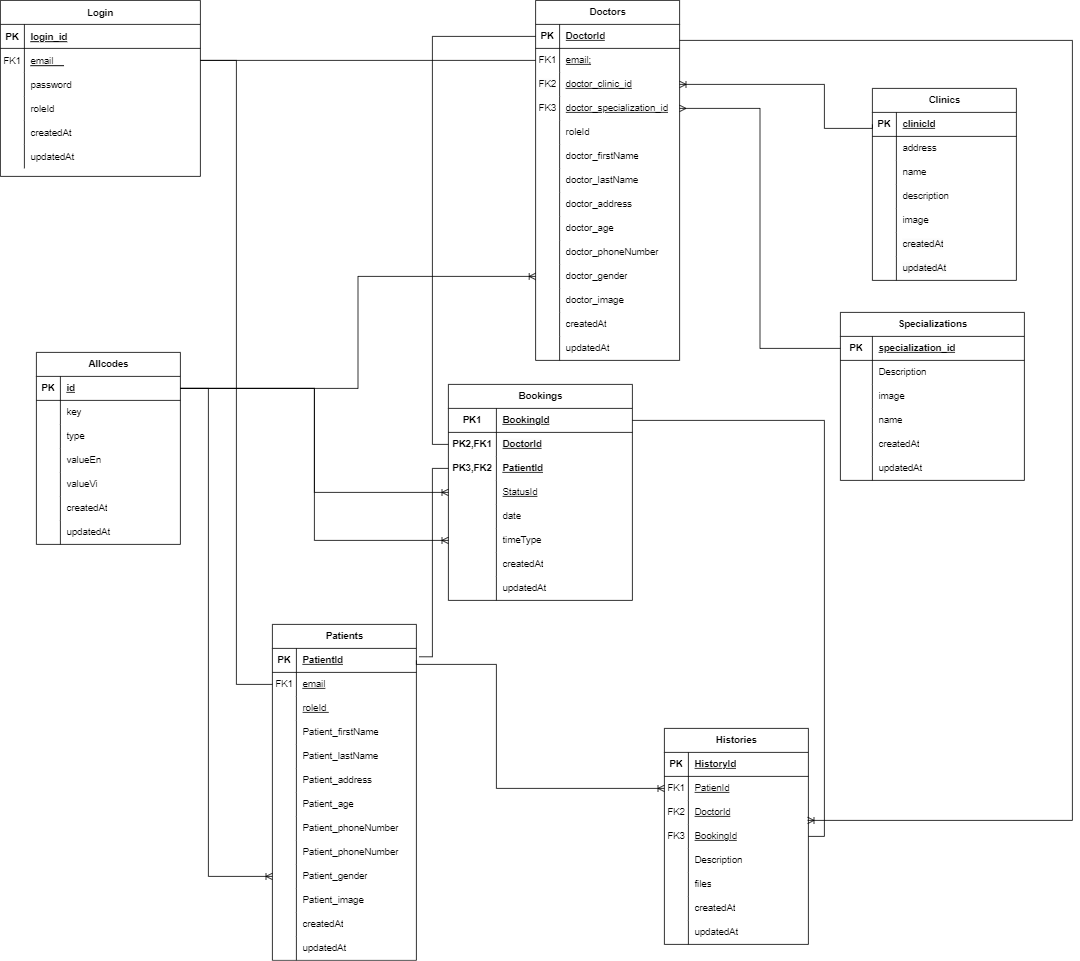 Login
PK login_id
FK1 email
password
roleId
createdAt
updatedAt
Doctors
PK DoctorId
FK1 email;
FK2 doctor_clinic_id
FK3 doctor_specialization_id
roleId
doctor_firstName
doctor_lastName
doctor_address
doctor_age
doctor_phoneNumber
doctor_gender
doctor_image
createdAt
updatedAt
Clinics
PK clinicId
address
name
description
image
createdAt
updatedAt
Specializations
PK specialization_id
Description
image
name
createdAt
updatedAt
Allcodes
PK id
key
type
valueEn
valueVi
createdAt
updatedAt
Bookings
PK1 BookingId
PK2,FK1 DoctorId
PK3,FK2 PatientId
StatusId
date
timeType
createdAt
updatedAt
Patients
PK PatientId
FK1 email
roleId
Patient_firstName
Patient_lastName
Patient_address
Patient_age
Patient_phoneNumber
Patient_phoneNumber
Patient_gender
Patient_image
createdAt
updatedAt
Histories
PK HistoryId
FK1 PatienId
FK2 DoctorId
FK3 BookingId
Description
files
createdAt
updatedAt